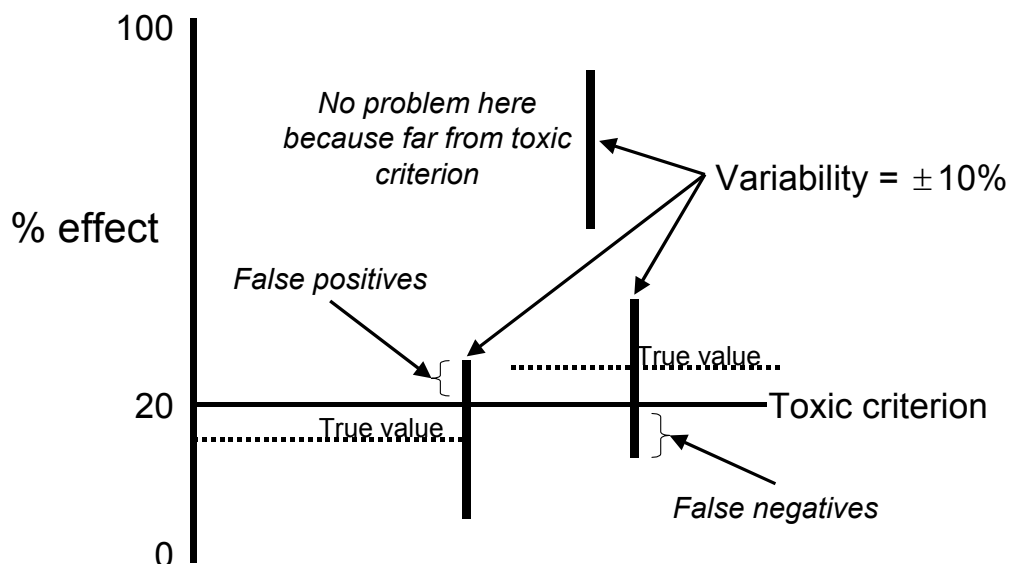 100
No problem here
because far from toxic
criterion
Variability = ±10%
% effect
False positives
True value
20
Toxic criterion
True value
False negatives
0